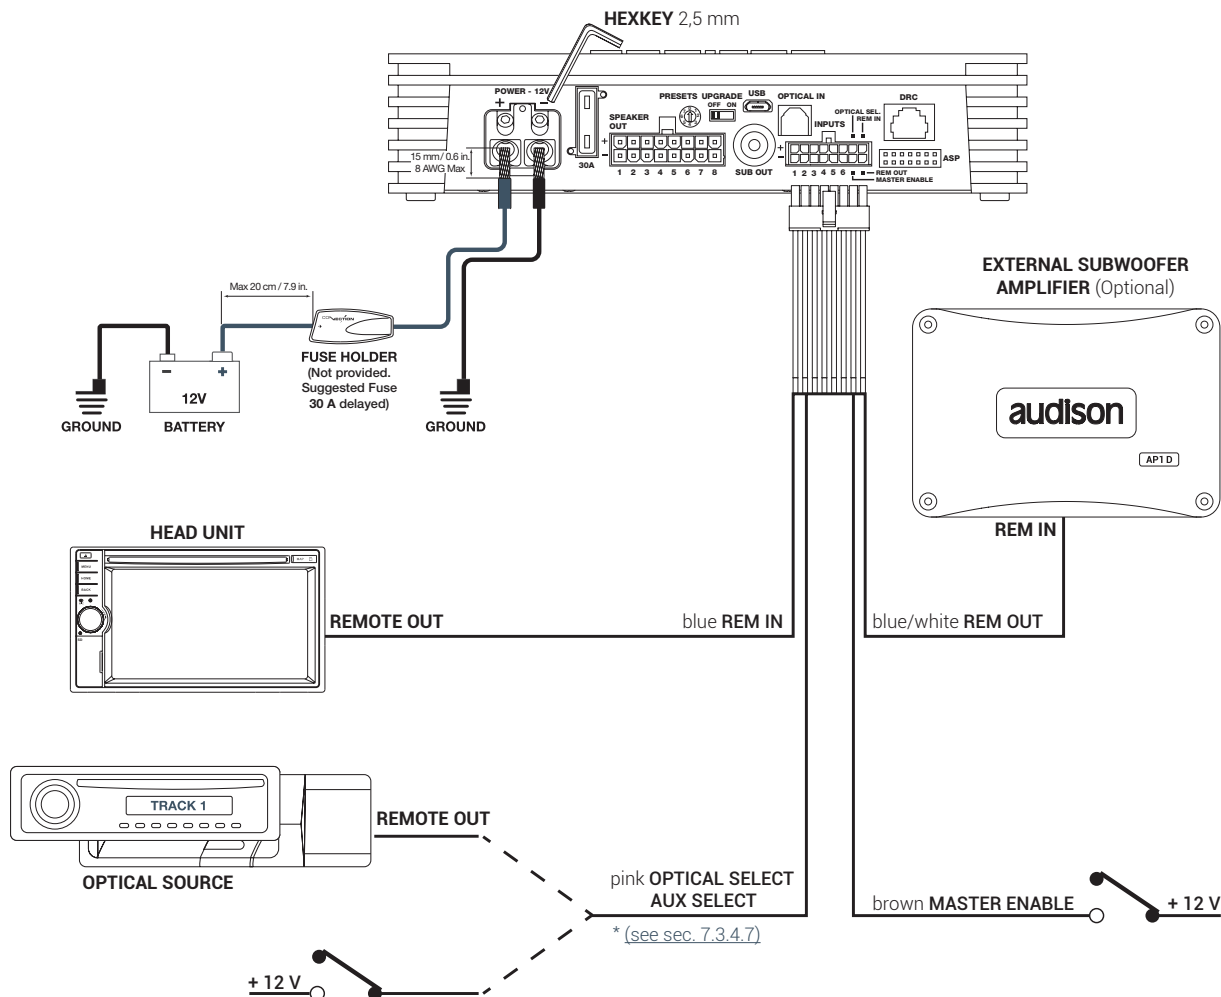 HEXKEY 2,5 mm
POWER - 12V
+ -
PRESETS UPGRADE USB
OFF ON
OPTICAL IN
OPTICAL SEL.
REM IN
DRC
SPEAKER
OUT
INPUTS
15 mm / 0.6 in.
8 AWG Max
30A
+
-
1 2 3 4 5 6 7 8
SUB OUT
+
-
1 2 3 4 5 6
ASP
REM OUT
MASTER ENABLE
EXTERNAL SUBWOOFER
AMPLIFIER (Optional)
Max 20 cm / 7.9 in.
CONNECTION
+
FUSE HOLDER
(Not provided.
Suggested Fuse
30 A delayed)
- +
12V
GROUND
BATTERY
GROUND
audison
AP1 D
REM IN
HEAD UNIT
MENU
HOME
BACK
REMOTE OUT
blue REM IN
blue/white REM OUT
TRACK 1
REMOTE OUT
OPTICAL SOURCE
pink OPTICAL SELECT
AUX SELECT
* (see sec. 7.3.4.7)
brown MASTER ENABLE
+ 12 V
+ 12 V